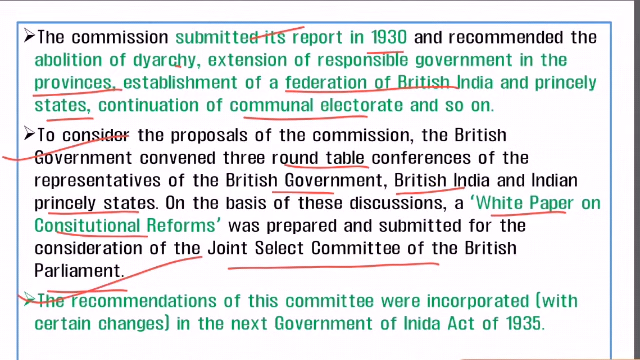 ➢The commission submitted its report in 1930 and recommended the
abolition of dyarchy, extension of responsible government in the
provinces, establishment of a federation of British India and princely
states, continuation of communal electorate and so on.
➢To consider the proposals of the commission, the British
Government convened three round table conferences of the
representatives of the British Government, British India and Indian
princely states. On the basis of these discussions, a ‘White Paper on
Consitutional Reforms’ was prepared and submitted for the
consideration of the Joint Select Committee of the British
Parliament.
➢The recommendations of this committee were incorporated (with
certain changes) in the next Government of Inida Act of 1935.